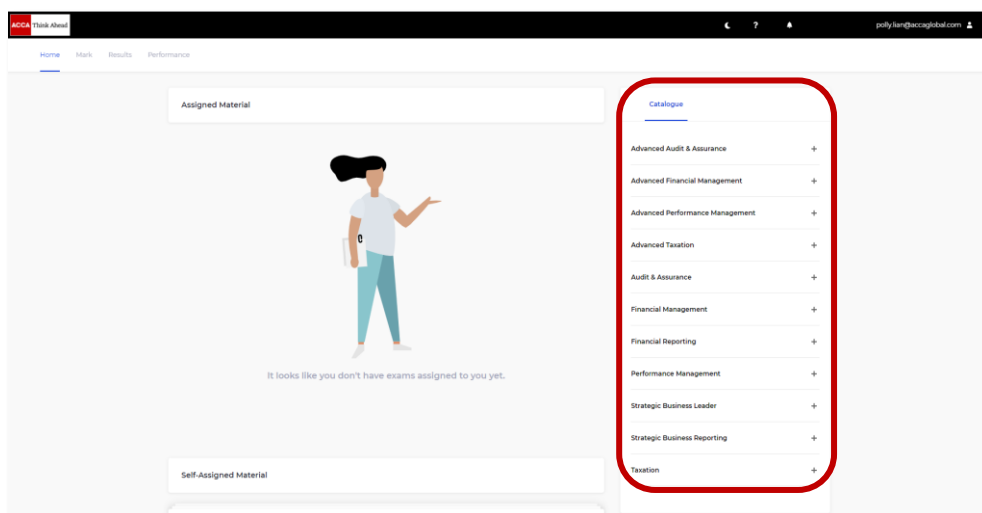 ACCA Think Ahead
?
polly.lian@accaglobal.com
Home Mark Results Performance
Assigned Material
It looks like you don't have exams assigned to you yet.
Self-Assigned Material
Catalogue
Advanced Audit & Assurance +
Advanced Financial Management +
Advanced Performance Management +
Advanced Taxation +
Audit & Assurance +
Financial Management +
Financial Reporting +
Performance Management +
Strategic Business Leader +
Strategic Business Reporting +
Taxation +